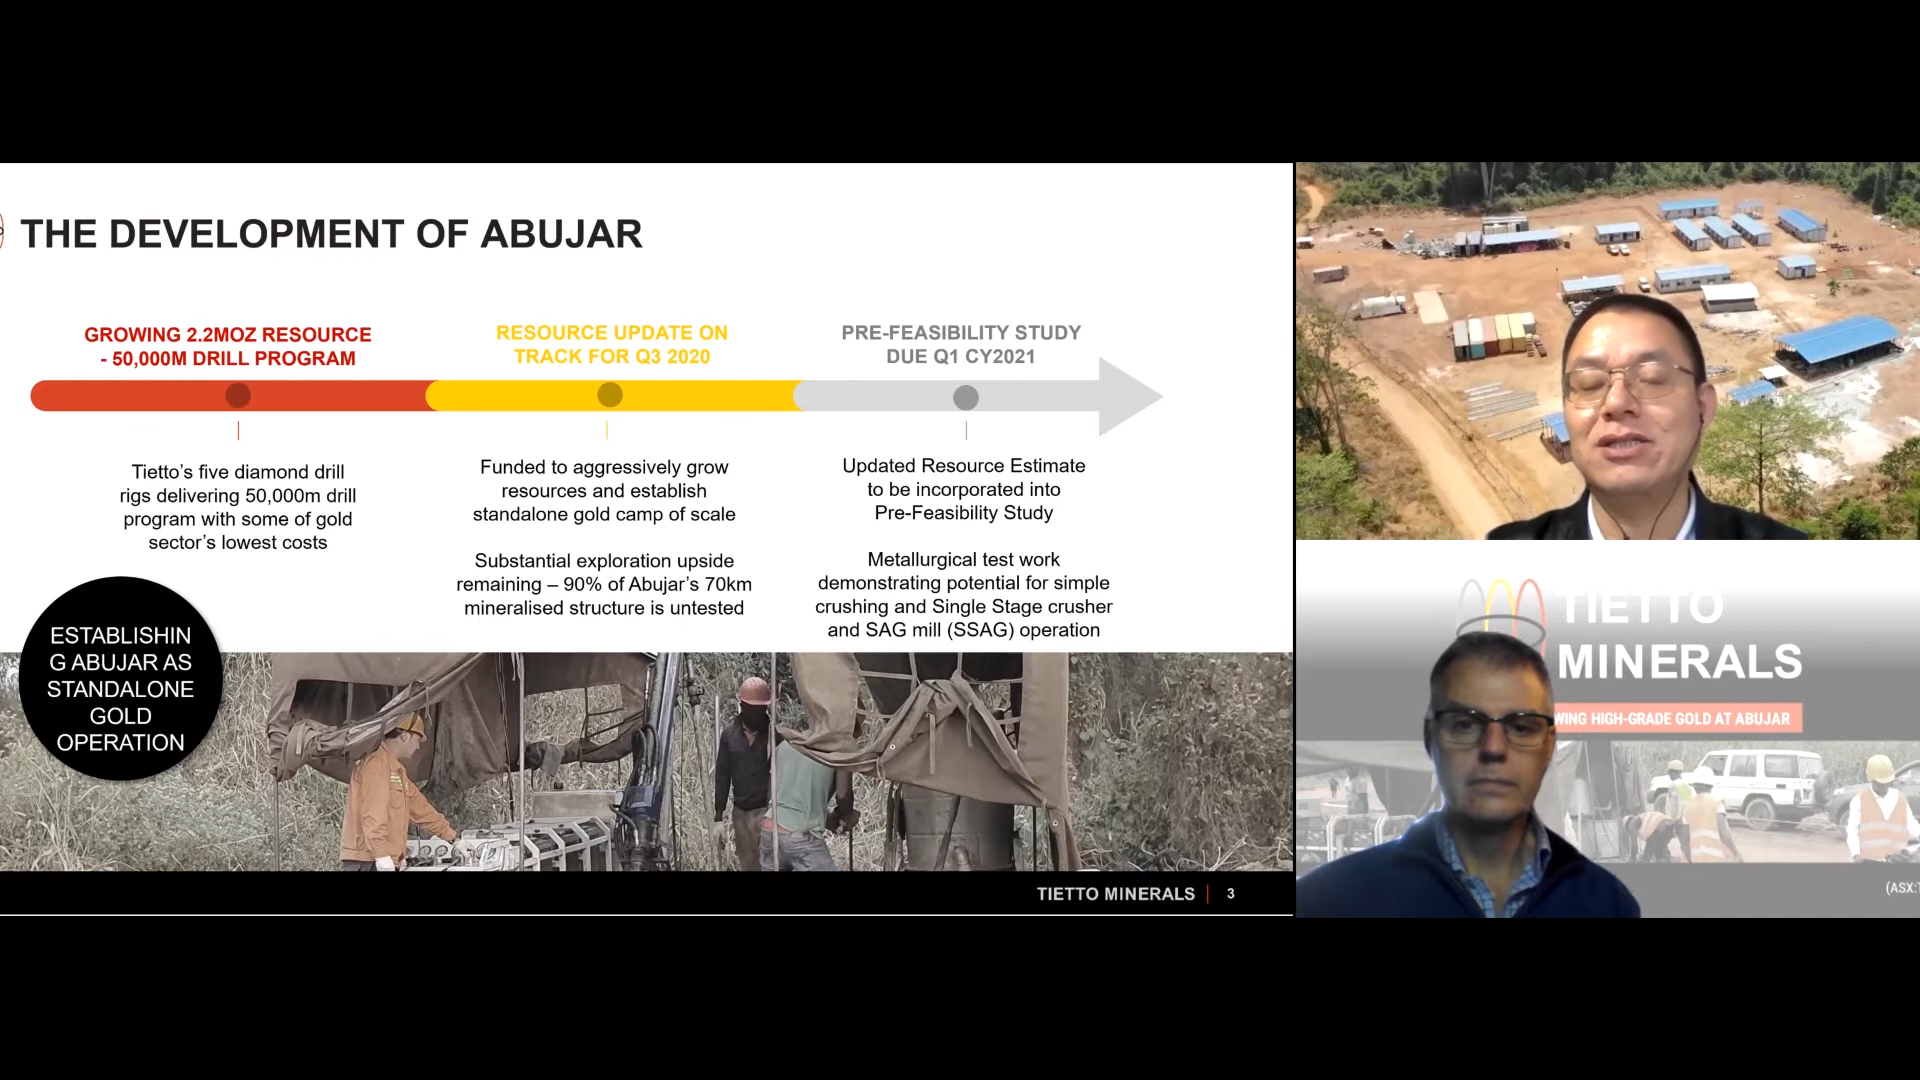 THE DEVELOPMENT OF ABUJAR
GROWING 2.2MOZ RESOURCE
- 50,000M DRILL PROGRAM
RESOURCE UPDATE ON
TRACK FOR Q3 2020
PRE-FEASIBILITY STUDY
DUE Q1 CY2021
Tietto’s five diamond drill
rigs delivering 50,000m drill
program with some of gold
sector’s lowest costs
Funded to aggressively grow
resources and establish
standalone gold camp of scale
Substantial exploration upside
remaining – 90% of Abujar’s 70km
mineralised structure is untested
Updated Resource Estimate
to be incorporated into
Pre-Feasibility Study
Metallurgical test work
demonstrating potential for simple
crushing and Single Stage crusher
and SAG mill (SSAG) operation
ESTABLISHIN
G ABUJAR AS
STANDALONE
GOLD
OPERATION
TIETTO MINERALS | 3
TIETTO
MINERALS
WING HIGH-GRADE GOLD AT ABUJAR
(ASX: